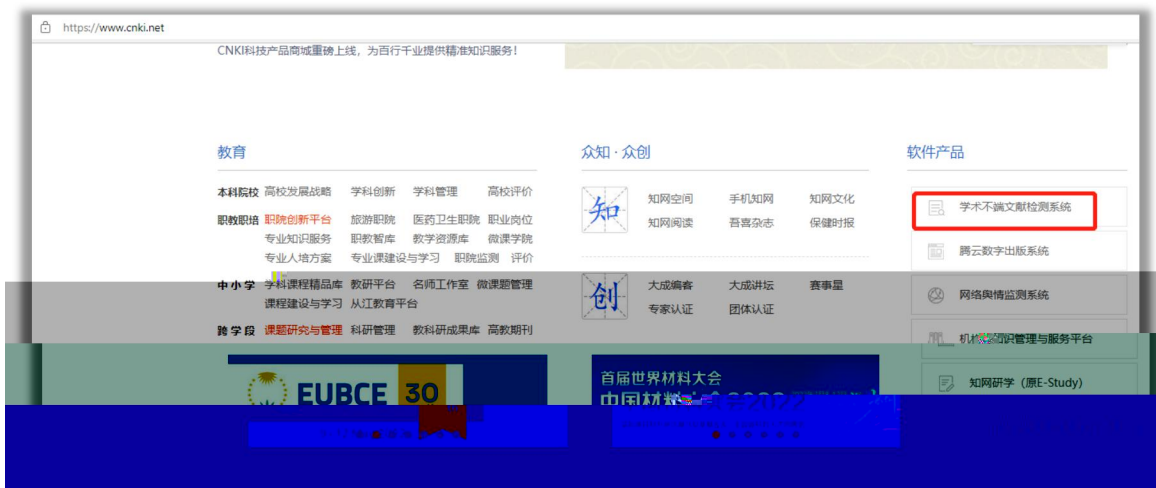 https://www.cnki.net
CNKI科技产品商城重磅上线，为百行千业提供精准知识服务！
教育
本科院校 高校发展战略 学科创新 学科管理 高校评价
职教职培 职院创新平台 旅游职院 医药卫生职院 职业岗位
专业知识服务 职教智库 教学资源库 微课学院
专业人培方案 专业课建设与学习 职院监测 评价
中小学 学科课程精品库 教研平台 名师工作室 微课题管理
课程建设与学习 从江教育平台
跨学段 课题研究与管理 科研管理 教科研成果库 高教期刊
众知·众创
知
知网空间 手机知网 知网文化
知网阅读 吾喜杂志 保健时报
创
大成编客 大成讲坛 赛事星
专家认证 团体认证
软件产品
学术不端文献检测系统
腾云数字出版系统
网络舆情监测系统
知识管理与服务平台
知网研学（原E-Study）
EUBCE 30
首届世界材料大会
中国材料